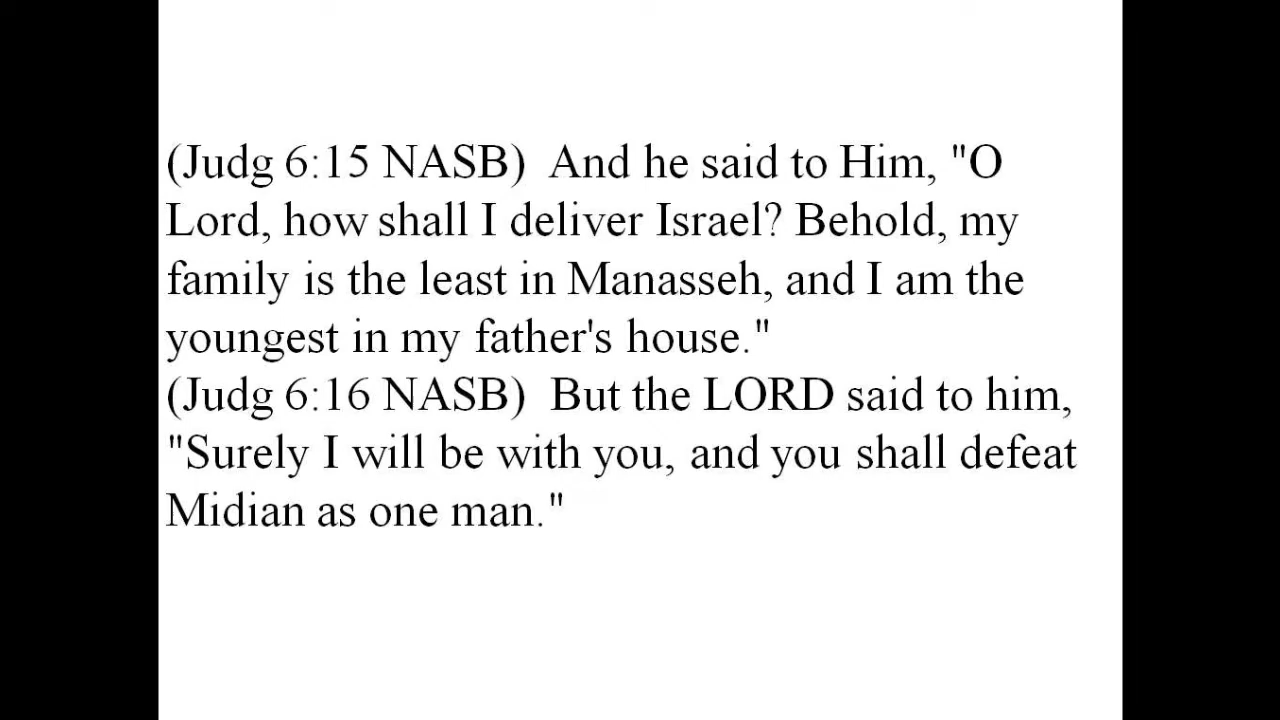 (Judg 6:15 NASB)  And he said to Him, "O
Lord, how shall I deliver Israel? Behold, my
family is the least in Manasseh, and I am the
youngest in my father's house."
(Judg 6:16 NASB)  But the LORD said to him,
"Surely I will be with you, and you shall defeat
Midian as one man."